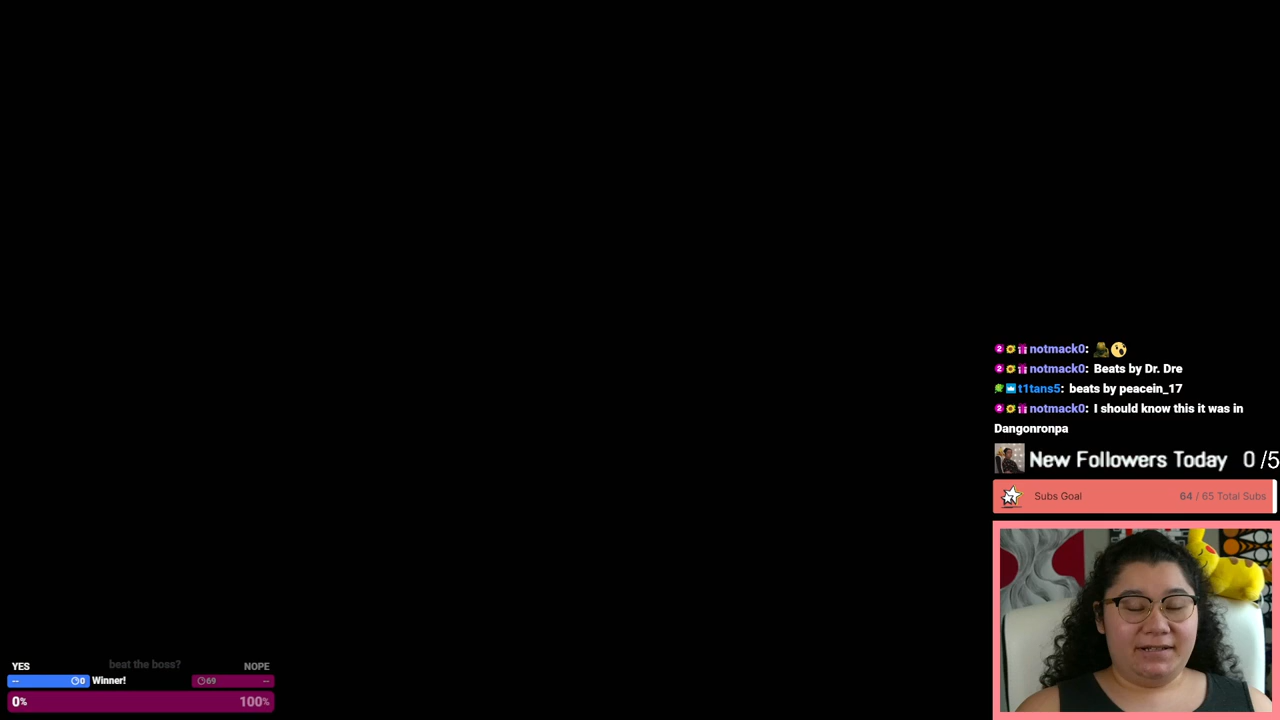 notmack0:
notmack0: Beats by Dr. Dre
t1tans5: beats by peacein_17
notmack0: I should know this it was in
Dangonronpa
New Followers Today 0 /5
Subs Goal 64 / 65 Total Subs
YES beat the boss? NOPE
-- 0 Winner! 69 --
0% 100%